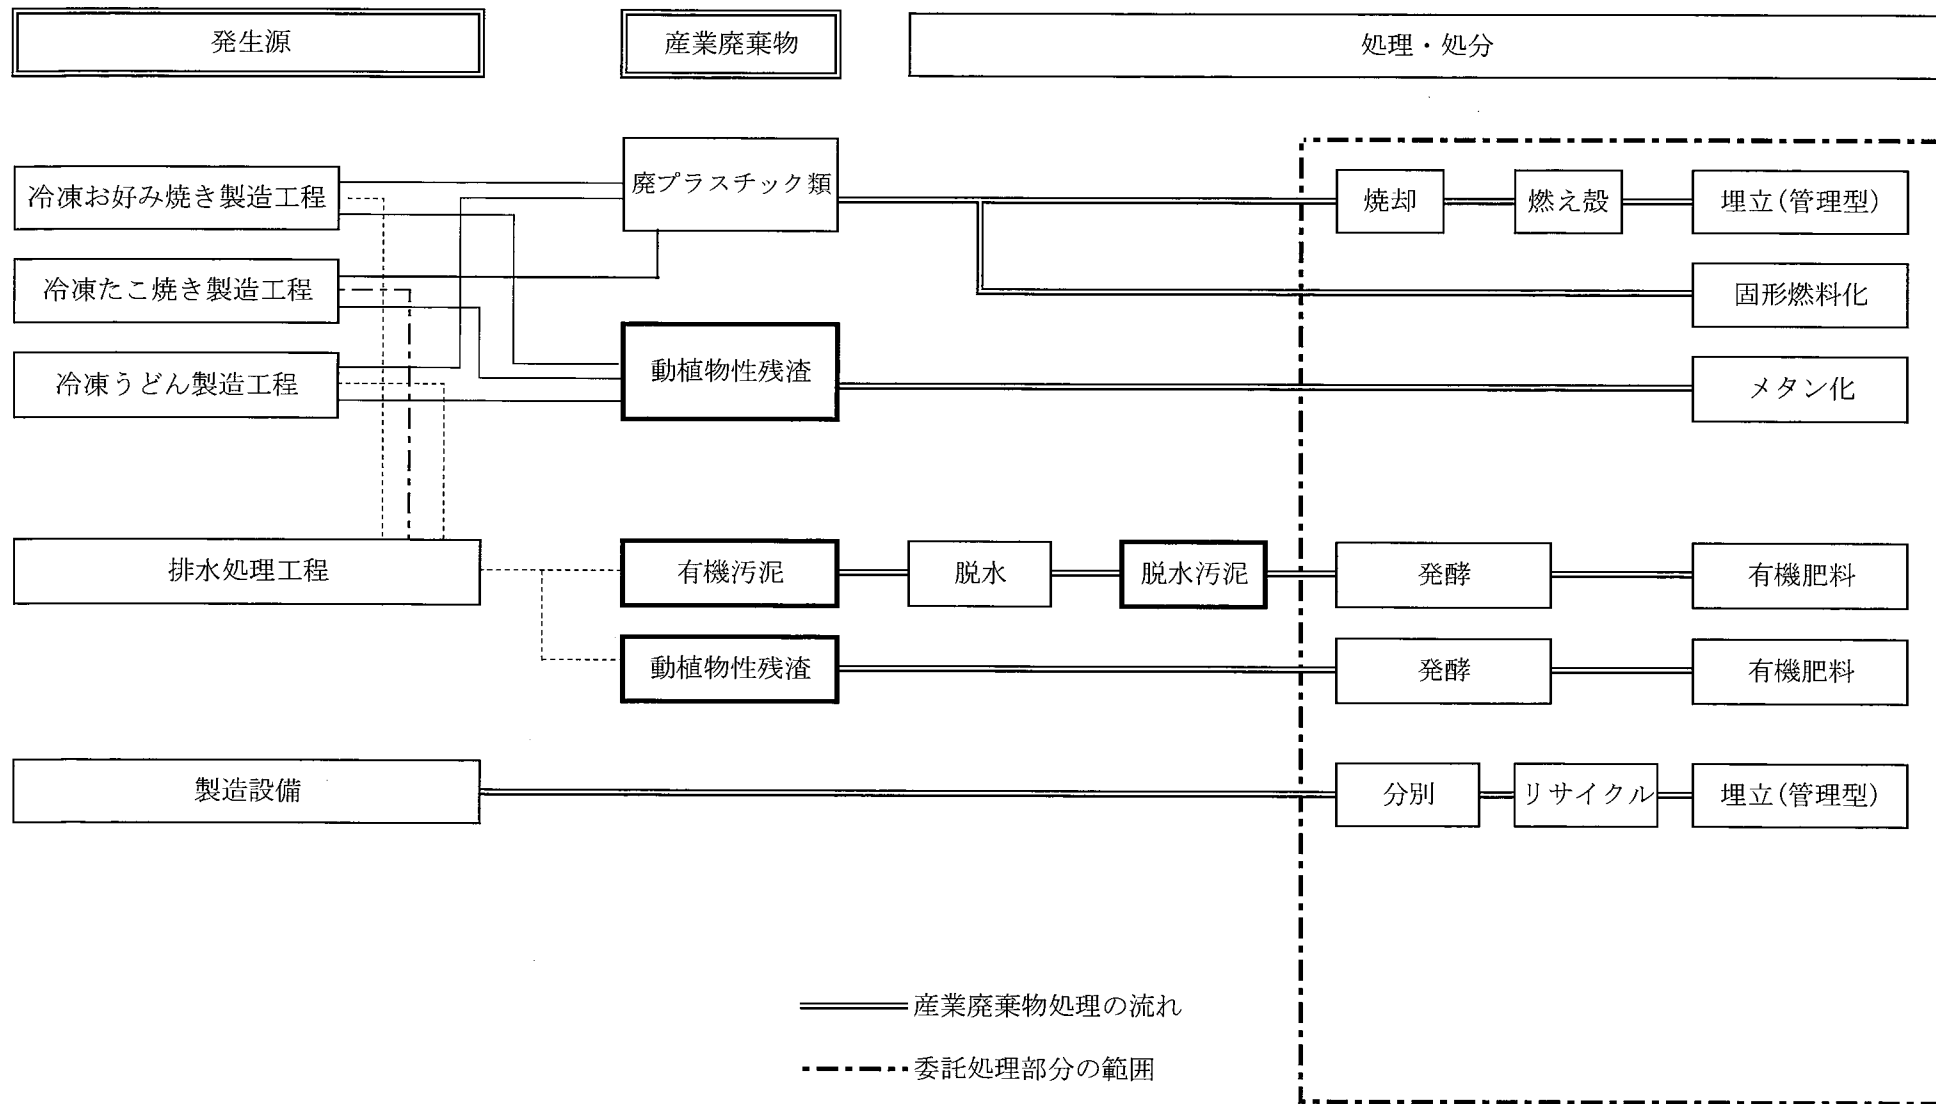 発生源
産業廃棄物
処理・処分
冷凍お好み焼き製造工程
廃プラスチック類
焼却
燃え殻
埋立(管理型)
冷凍たこ焼き製造工程
固形燃料化
冷凍うどん製造工程
動植物性残渣
メタン化
排水処理工程
有機汚泥
脱水
脱水汚泥
発酵
有機肥料
動植物性残渣
発酵
有機肥料
製造設備
分別
リサイクル
埋立(管理型)
産業廃棄物処理の流れ
委託処理部分の範囲